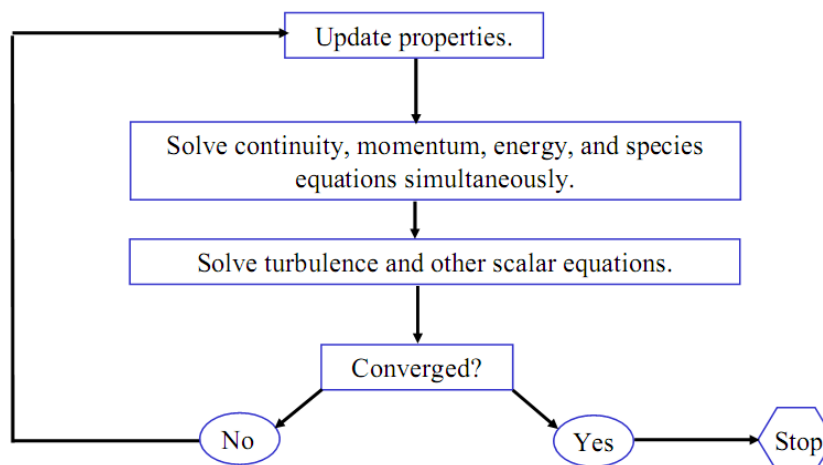 Update properties.
Solve continuity, momentum, energy, and species
equations simultaneously.
Solve turbulence and other scalar equations.
Converged?
No
Yes
Stop